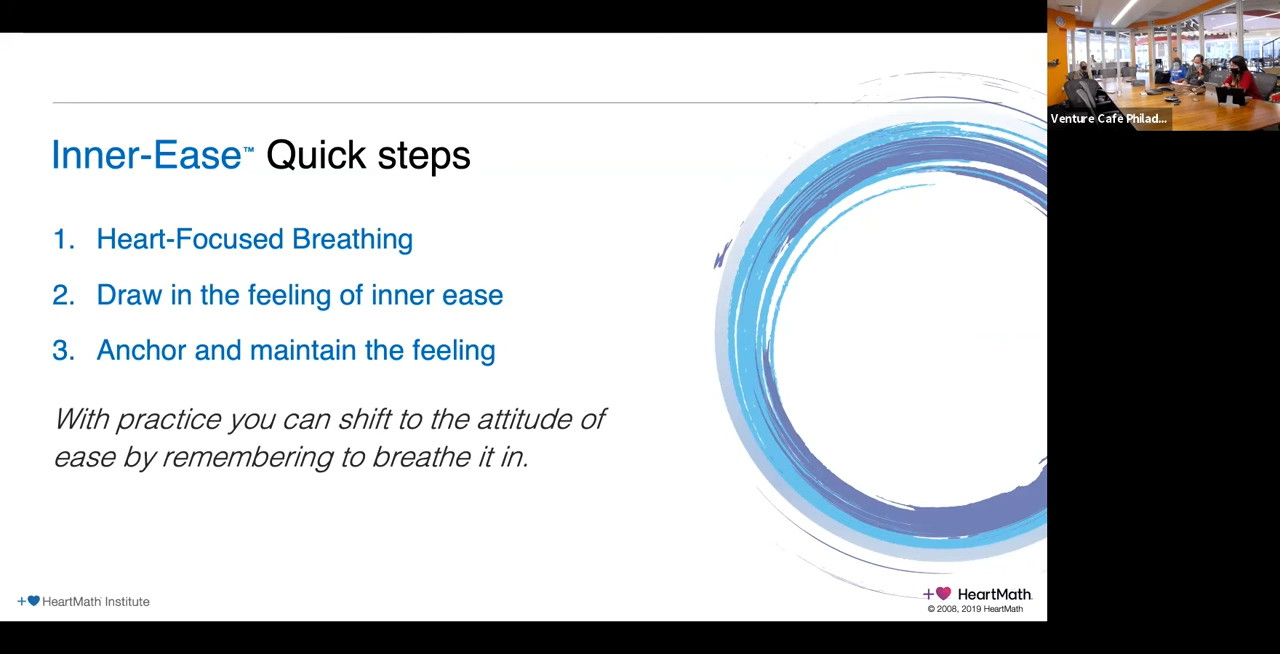 Inner-Ease™ Quick steps
1. Heart-Focused Breathing
2. Draw in the feeling of inner ease
3. Anchor and maintain the feeling
With practice you can shift to the attitude of
ease by remembering to breathe it in.
HeartMath Institute
HeartMath
© 2008, 2019 HeartMath
Venture Café Philad...